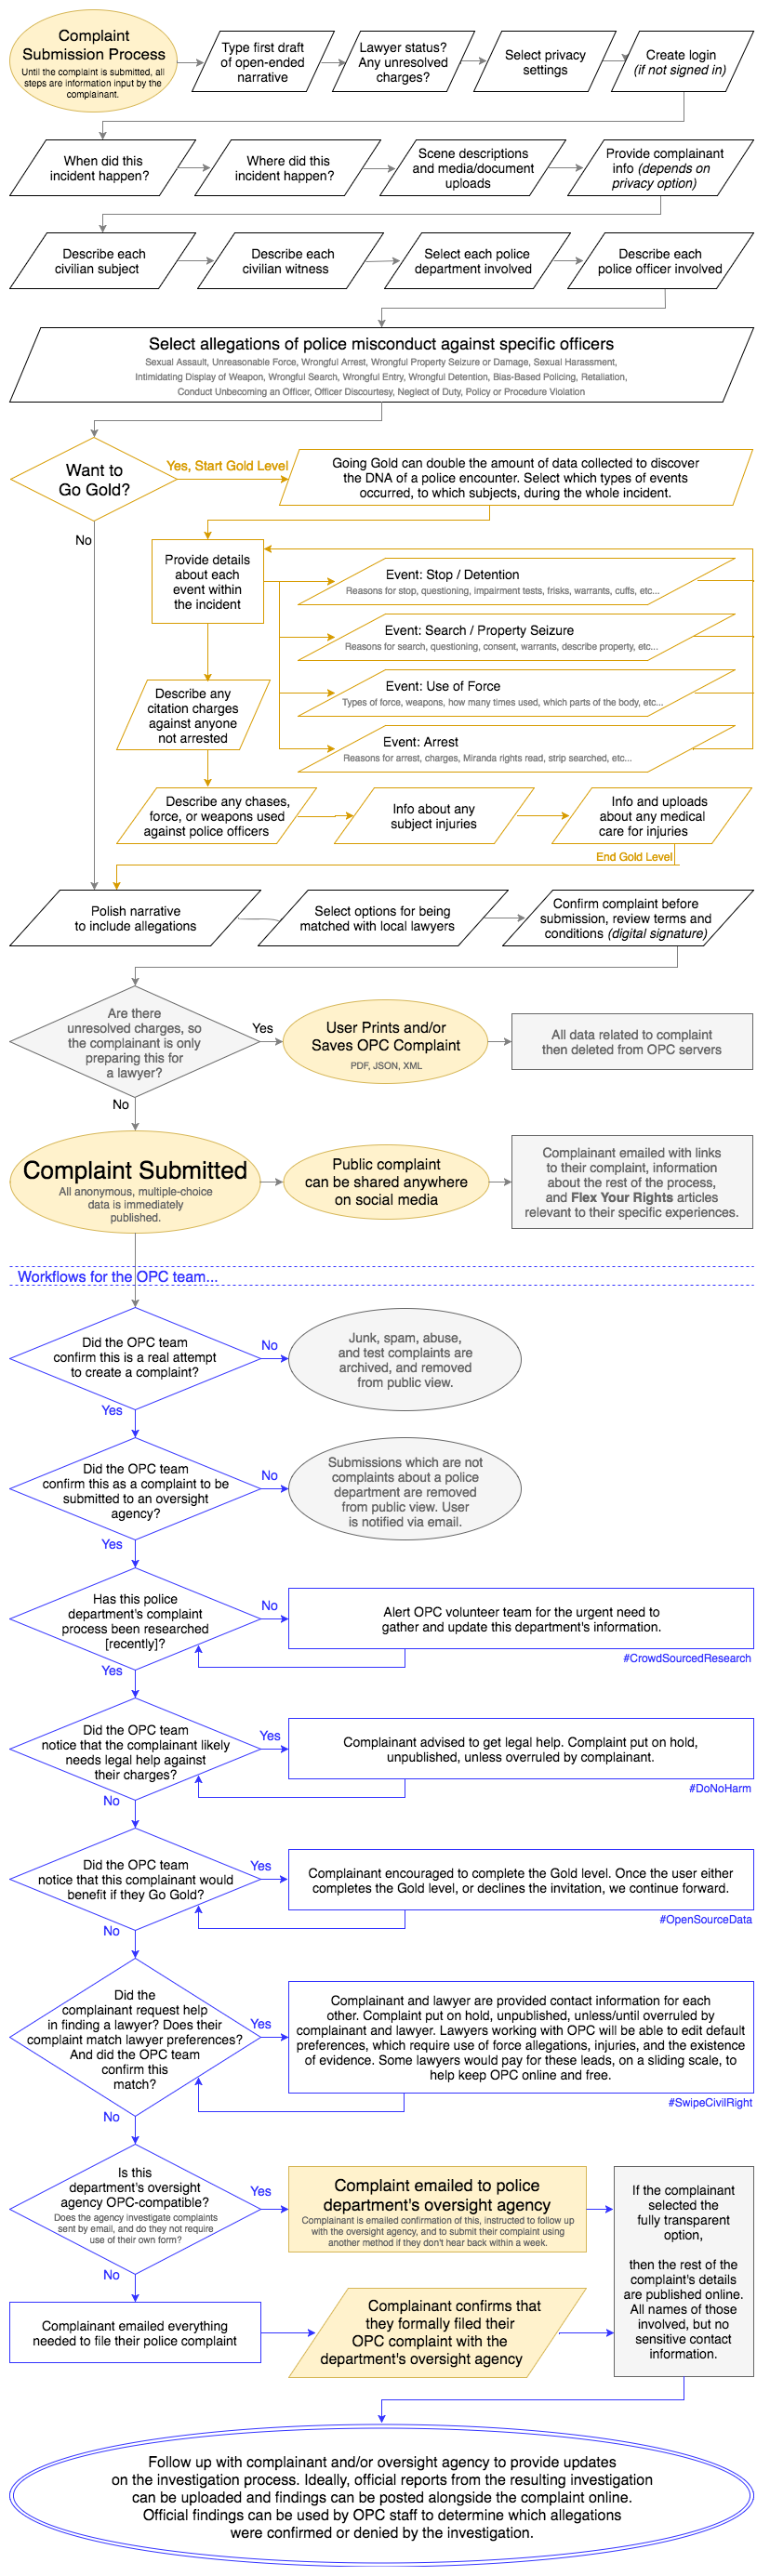 Complaint
Submission Process
Until the complaint is submitted, all
steps are information input by the
complainant.
Type first draft
of open-ended
narrative
Lawyer status?
Any unresolved
charges?
Select privacy
settings
Create login
(if not signed in)
When did this
incident happen?
Where did this
incident happen?
Scene descriptions
and media/document
uploads
Provide complainant
info (depends on
privacy option)
Describe each
civilian subject
Describe each
civilian witness
Select each police
department involved
Describe each
police officer involved
Select allegations of police misconduct against specific officers
Sexual Assault, Unreasonable Force, Wrongful Arrest, Wrongful Property Seizure or Damage, Sexual Harassment,
Intimidating Display of Weapon, Wrongful Search, Wrongful Entry, Wrongful Detention, Bias-Based Policing, Retaliation,
Conduct Unbecoming an Officer, Officer Discourtesy, Neglect of Duty, Policy or Procedure Violation
Want to
Go Gold?
Yes, Start Gold Level
Going Gold can double the amount of data collected to discover
the DNA of a police encounter. Select which types of events
occurred, to which subjects, during the whole incident.
No
Provide details
about each
event within
the incident
Event: Stop / Detention
Reasons for stop, questioning, impairment tests, frisks, warrants, cuffs, etc...
Event: Search / Property Seizure
Reasons for search, questioning, consent, warrants, describe property, etc...
Event: Use of Force
Types of force, weapons, how many times used, which parts of the body, etc...
Event: Arrest
Reasons for arrest, charges, Miranda rights read, strip searched, etc...
Describe any
citation charges
against anyone
not arrested
Describe any chases,
force, or weapons used
against police officers
Info about any
subject injuries
Info and uploads
about any medical
care for injuries
End Gold Level
Polish narrative
to include allegations
Select options for being
matched with local lawyers
Confirm complaint before
submission, review terms and
conditions (digital signature)
Are there
unresolved charges, so
the complainant is only
preparing this for
a lawyer?
Yes
User Prints and/or
Saves OPC Complaint
PDF, JSON, XML
All data related to complaint
then deleted from OPC servers
No
Complaint Submitted
All anonymous, multiple-choice
data is immediately
published.
Public complaint
can be shared anywhere
on social media
Complainant emailed with links
to their complaint, information
about the rest of the process,
and Flex Your Rights articles
relevant to their specific experiences.
Workflows for the OPC team...
Did the OPC team
confirm this is a real attempt
to create a complaint?
No
Junk, spam, abuse,
and test complaints are
archived, and removed
from public view.
Yes
Did the OPC team
confirm this as a complaint to be
submitted to an oversight
agency?
No
Submissions which are not
complaints about a police
department are removed
from public view. User
is notified via email.
Yes
Has this police
department's complaint
process been researched
[recently]?
No
Alert OPC volunteer team for the urgent need to
gather and update this department's information.
#CrowdSourcedResearch
Yes
Did the OPC team
notice that the complainant likely
needs legal help against
their charges?
Yes
Complainant advised to get legal help. Complaint put on hold,
unpublished, unless overruled by complainant.
#DoNoHarm
No
Did the OPC team
notice that this complainant would
benefit if they Go Gold?
Yes
Complainant encouraged to complete the Gold level. Once the user either
completes the Gold level, or declines the invitation, we continue forward.
#OpenSourceData
No
Did the
complainant request help
in finding a lawyer? Does their
complaint match lawyer preferences?
And did the OPC team
confirm this
match?
Yes
Complainant and lawyer are provided contact information for each
other. Complaint put on hold, unpublished, unless/until overruled by
complainant and lawyer. Lawyers working with OPC will be able to edit default
preferences, which require use of force allegations, injuries, and the existence
of evidence. Some lawyers would pay for these leads, on a sliding scale, to
help keep OPC online and free.
#SwipeCivilRight
No
Is this
department's oversight
agency OPC-compatible?
Does the agency investigate complaints
sent by email, and do they not require
use of their own form?
Yes
Complaint emailed to police
department's oversight agency
Complainant is emailed confirmation of this, instructed to follow up
with the oversight agency, and to submit their complaint using
another method if they don't hear back within a week.
If the complainant
selected the
fully transparent
option,
then the rest of the
complaint's details
are published online.
All names of those
involved, but no
sensitive contact
information.
No
Complainant emailed everything
needed to file their police complaint
Complainant confirms that
they formally filed their
OPC complaint with the
department's oversight agency
Follow up with complainant and/or oversight agency to provide updates
on the investigation process. Ideally, official reports from the resulting investigation
can be uploaded and findings can be posted alongside the complaint online.
Official findings can be used by OPC staff to determine which allegations
were confirmed or denied by the investigation.